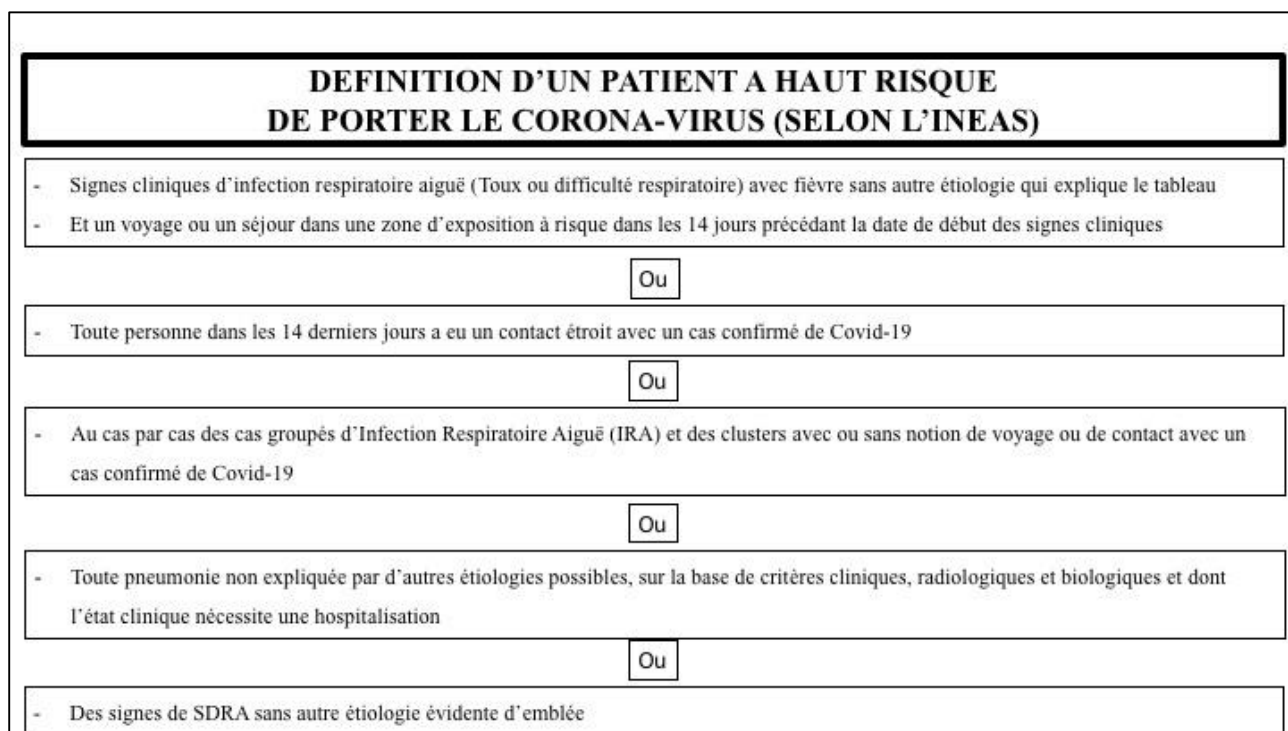 DEFINITION D’UN PATIENT A HAUT RISQUE
DE PORTER LE CORONA-VIRUS (SELON L’INEAS)
- Signes cliniques d’infection respiratoire aiguë (Toux ou difficulté respiratoire) avec fièvre sans autre étiologie qui explique le tableau
- Et un voyage ou un séjour dans une zone d’exposition à risque dans les 14 jours précédant la date de début des signes cliniques
Ou
- Toute personne dans les 14 derniers jours a eu un contact étroit avec un cas confirmé de Covid-19
Ou
- Au cas par cas des cas groupés d’Infection Respiratoire Aiguë (IRA) et des clusters avec ou sans notion de voyage ou de contact avec un
cas confirmé de Covid-19
Ou
- Toute pneumonie non expliquée par d’autres étiologies possibles, sur la base de critères cliniques, radiologiques et biologiques et dont
l’état clinique nécessite une hospitalisation
Ou
- Des signes de SDRA sans autre étiologie évidente d’emblée